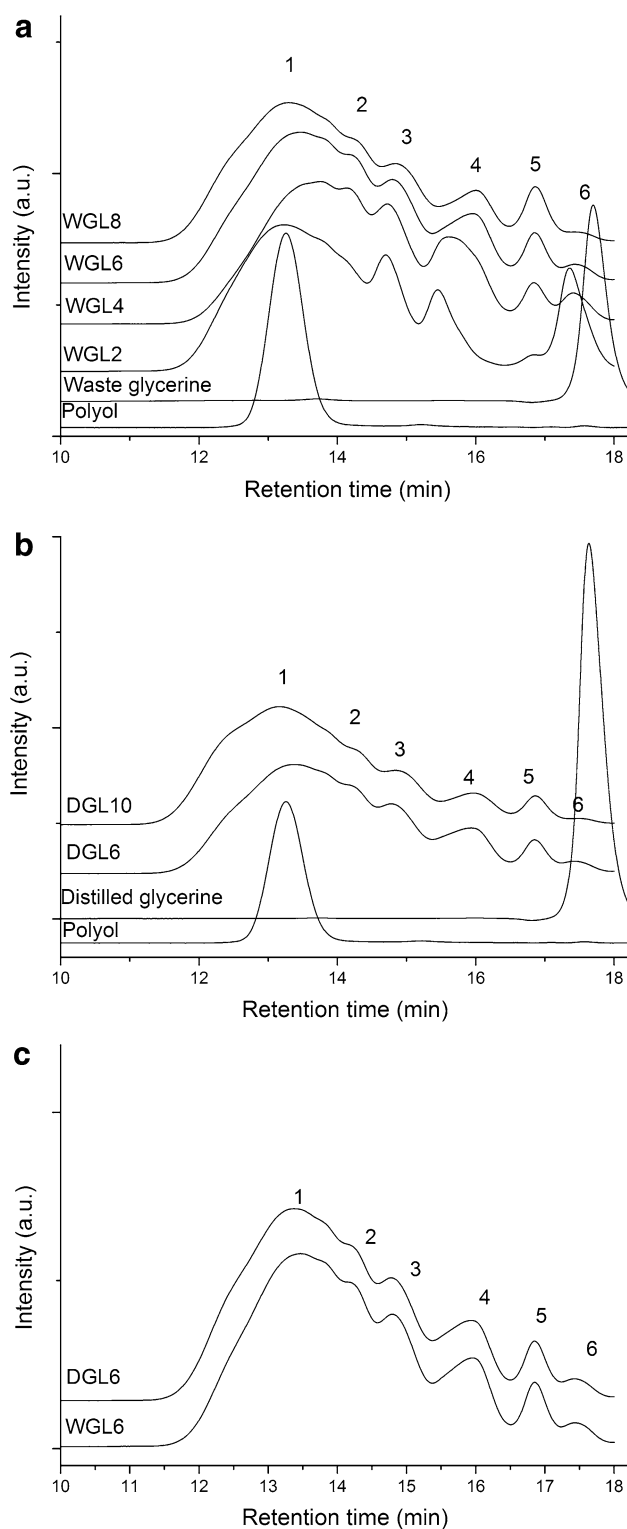 a
1
2
3
4
5
6
WGL8
WGL6
WGL4
WGL2
Waste glycerine
Polyol
Intensity (a.u.)
10 12 14 16 18
Retention time (min)
b
1
2
3
4
5
6
DGL10
DGL6
Distilled glycerine
Polyol
Intensity (a.u.)
10 12 14 16 18
Retention time (min)
c
1
2
3
4
5
6
DGL6
WGL6
Intensity (a.u.)
10 11 12 13 14 15 16 17 18
Retention time (min)